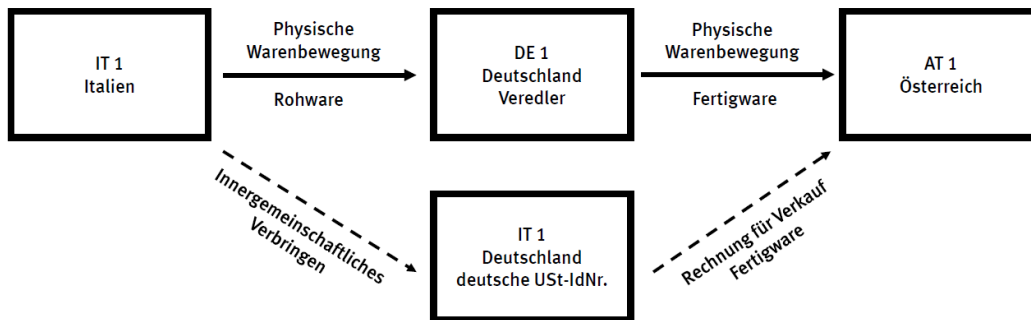 IT 1
Italien
Physische
Warenbewegung
Rohware
DE 1
Deutschland
Veredler
Physische
Warenbewegung
Fertigware
AT 1
Österreich
Innergemeinschaftliches
Verbringen
IT 1
Deutschland
deutsche USt-IdNr.
Rechnung für Verkauf
Fertigware